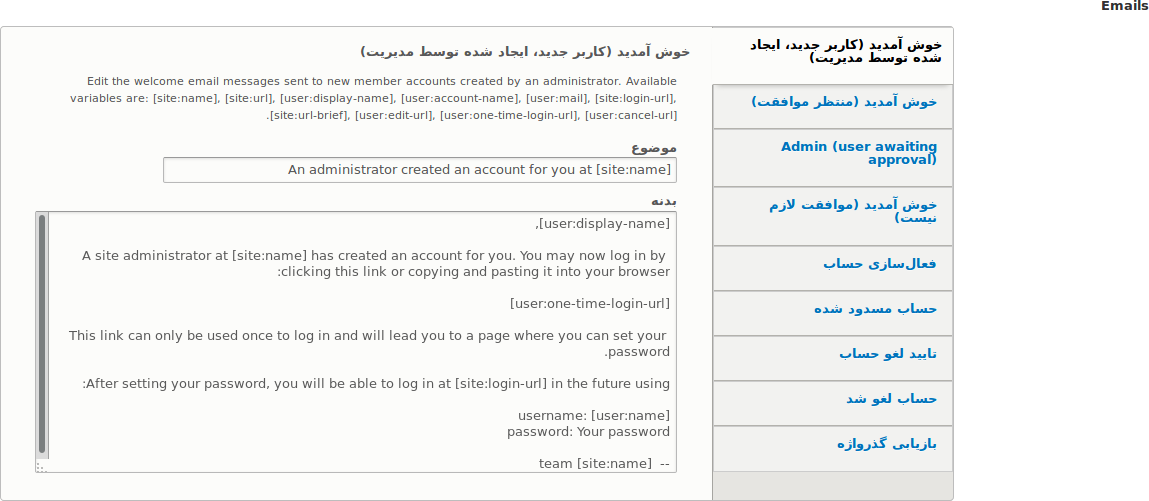 Emails
خوش آمدید (کاربر جدید، ایجاد
شده توسط مدیریت)
خوش آمدید (منتظر موافقت)
Admin (user awaiting
approval)
خوش آمدید (موافقت لازم
نیست)
فعال‌سازی حساب
حساب مسدود شده
تایید لغو حساب
حساب لغو شد
بازیابی گذرواژه
خوش آمدید (کاربر جدید، ایجاد شده توسط مدیریت)
Edit the welcome email messages sent to new member accounts created by an administrator. Available
variables are: [site:name], [site:url], [user:display-name], [user:account-name], [user:mail], [site:login-url],
[site:url-brief], [user:edit-url], [user:one-time-login-url], [user:cancel-url].
موضوع
An administrator created an account for you at [site:name]
بدنه
[user:display-name],
A site administrator at [site:name] has created an account for you. You may now log in by
clicking this link or copying and pasting it into your browser:
[user:one-time-login-url]
This link can only be used once to log in and will lead you to a page where you can set your
password.
After setting your password, you will be able to log in at [site:login-url] in the future using:
username: [user:name]
password: Your password
--  team [site:name]